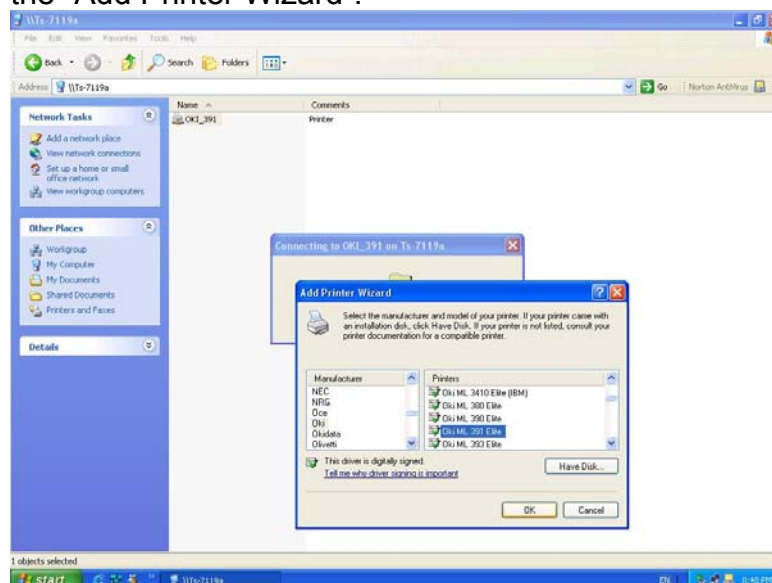 the "Add Printer Wizard".
\\Ts-7119a
File Edit View Favorites Tools Help
Back Search Folders
Address \\Ts-7119a Go Norton AntiVirus
Name Comments
OKI_391 Printer
Network Tasks
Add a network place
View network connections
Set up a home or small
office network
View workgroup computers
Other Places
Workgroup
My Computer
My Documents
Shared Documents
Printers and Faxes
Details
Connecting to OKI_391 on Ts-7119a
Add Printer Wizard
Select the manufacturer and model of your printer. If your printer came with
an installation disk, click Have Disk. If your printer is not listed, consult your
printer documentation for a compatible printer.
Manufacturer Printers
NEC Oki ML 3410 Elite (IBM)
NRG Oki ML 380 Elite
Oce Oki ML 390 Elite
Oki Oki ML 391 Elite
Okidata Oki ML 393 Elite
Olivetti
This driver is digitally signed.
Tell me why driver signing is important
Have Disk...
OK Cancel
1 objects selected
start \\Ts-7119a EN 8:48 PM